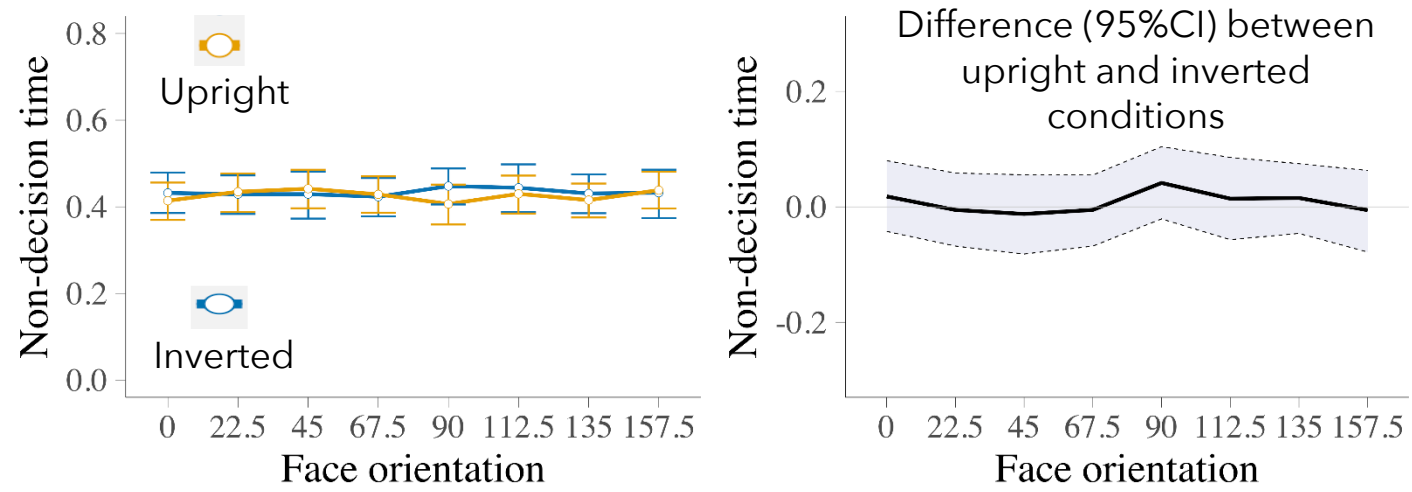 Non-decision time
0.8
0.6
0.4
0.2
0.0
Upright
Inverted
0 22.5 45 67.5 90 112.5 135 157.5
Face orientation
Non-decision time
0.2
0.0
-0.2
Difference (95%CI) between
upright and inverted
conditions
0 22.5 45 67.5 90 112.5 135 157.5
Face orientation